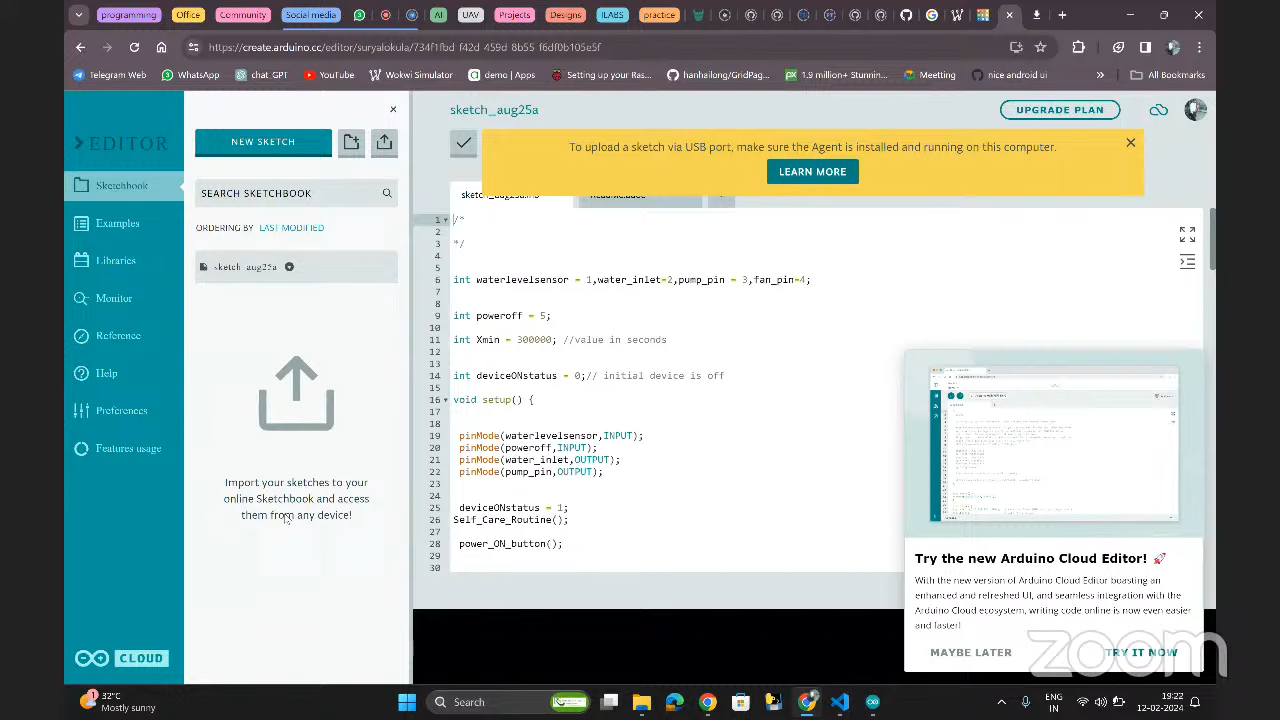 programming
Office
Community
Social media
AI
UAV
Projects
Designs
ILABS
practice
https://create.arduino.cc/editor/suryalokula/734f1fbd f42d 459d 8b55 f6df0b105e5f
Telegram Web
WhatsApp
chat_GPT
YouTube
Wokwi Simulator
demo | Apps
Setting up your Ras...
hanhailong/GridPag...
1.9 million+ Stunnin...
Meetting
nice android ui
All Bookmarks
EDITOR
Sketchbook
Examples
Libraries
Monitor
Reference
Help
Preferences
Features usage
CLOUD
NEW SKETCH
SEARCH SKETCHBOOK
ORDERING BY LAST MODIFIED
sketch_aug25a
Import your sketches to your
online Sketchbook and access
them from any device!
sketch_aug25a
UPGRADE PLAN
To upload a sketch via USB port, make sure the Agent is installed and running on this computer.
LEARN MORE
1 /*
2
3 */
4
5
6 int waterlevelsensor = 1,water_inlet=2,pump_pin = 3,fan_pin=4;
7
8
9 int poweroff = 5;
10
11 int Xmin = 300000; //value in seconds
12
13
14 int deviceONstatus = 0;// initial device is off
15
16 void setup() {
17
18
19 pinMode(waterlevelsensor,INPUT);
20 pinMode(poweroff,INPUT);
21 pinMode(water_inlet,OUTPUT);
22 pinMode(pump_pin,OUTPUT);
23
24
25 deviceONstatus = 1;
26 Self_Care_Routine();
27
28 power_ON_button();
29
30
Try the new Arduino Cloud Editor! 🚀
With the new version of Arduino Cloud Editor boasting an
enhanced and refreshed UI, and seamless integration with the
Arduino Cloud ecosystem, writing code online is now even easier
and faster!
MAYBE LATER
TRY IT NOW
zoom
32°C
Mostly sunny
Search
ENG
IN
19:22
12-02-2024